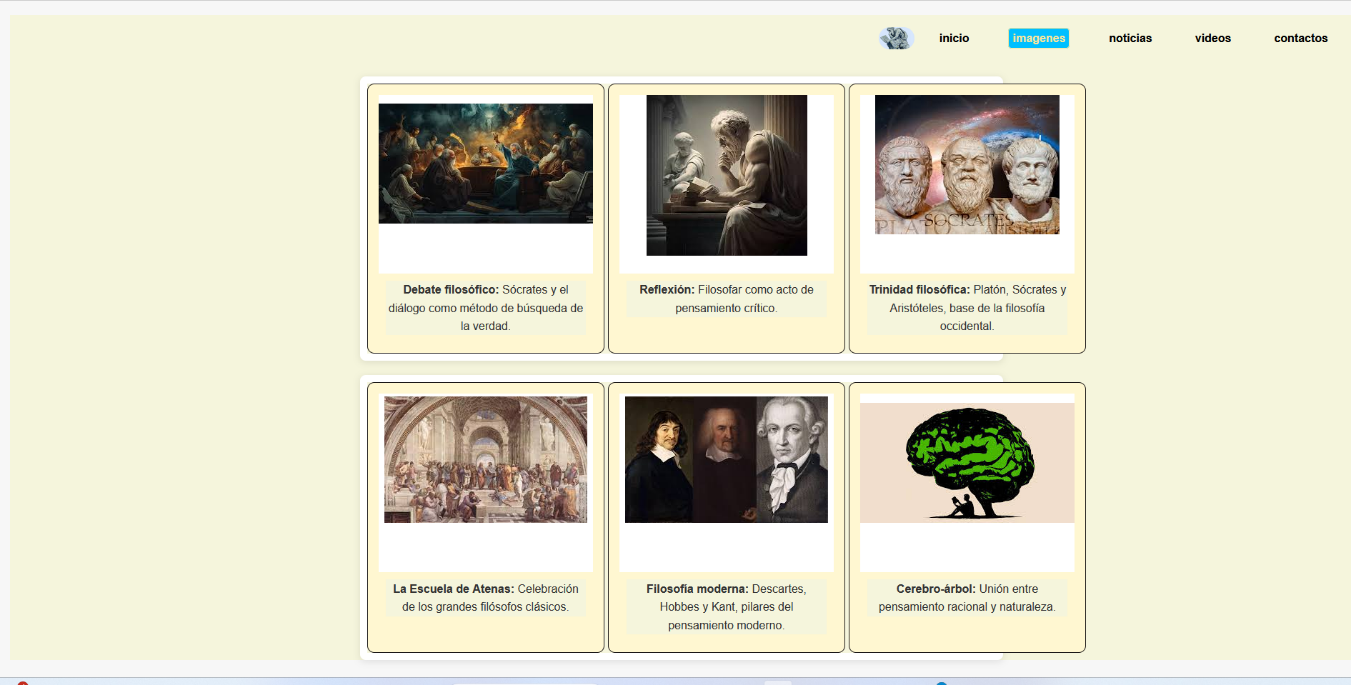 inicio
imagenes
noticias
videos
contactos
PLATO
SOCRATES
Debate filosófico: Sócrates y el
diálogo como método de búsqueda de
la verdad.
Reflexión: Filosofar como acto de
pensamiento crítico.
Trinidad filosófica: Platón, Sócrates y
Aristóteles, base de la filosofía
occidental.
La Escuela de Atenas: Celebración
de los grandes filósofos clásicos.
Filosofía moderna: Descartes,
Hobbes y Kant, pilares del
pensamiento moderno.
Cerebro-árbol: Unión entre
pensamiento racional y naturaleza.